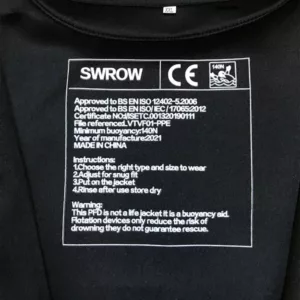 SWROW
CE
140N
Approved to BS EN ISO 12402-5.2006
Approved to BS EN ISO/ IEC / 17065:2012
Certificate NO:ISETC.001320190111
File referenced.VTVF01-PPE
Minimum buoyancy:140N
Year of manufacture:2021
MADE IN CHINA
Instructions:
1.Choose the right type and size to wear
2.Adjust for snug fit
3.Put on the jacket
4.Rinse after use store dry
Warning:
This PFD is not a life jacket it is a buoyancy aid.
Flotation devices only reduce the risk of
drowning they do not guarantee rescue.